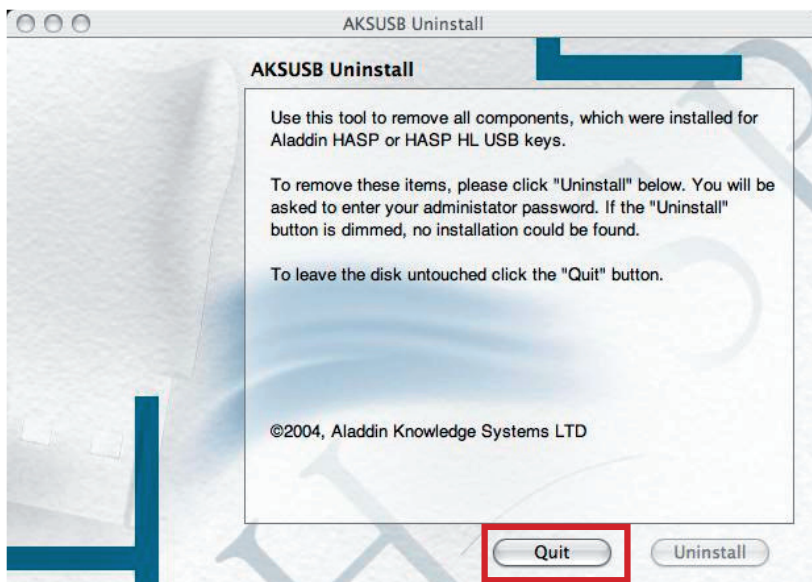 AKSUSB Uninstall
AKSUSB Uninstall
Use this tool to remove all components, which were installed for
Aladdin HASP or HASP HL USB keys.
To remove these items, please click "Uninstall" below. You will be
asked to enter your administator password. If the "Uninstall"
button is dimmed, no installation could be found.
To leave the disk untouched click the "Quit" button.
©2004, Aladdin Knowledge Systems LTD
Quit
Uninstall